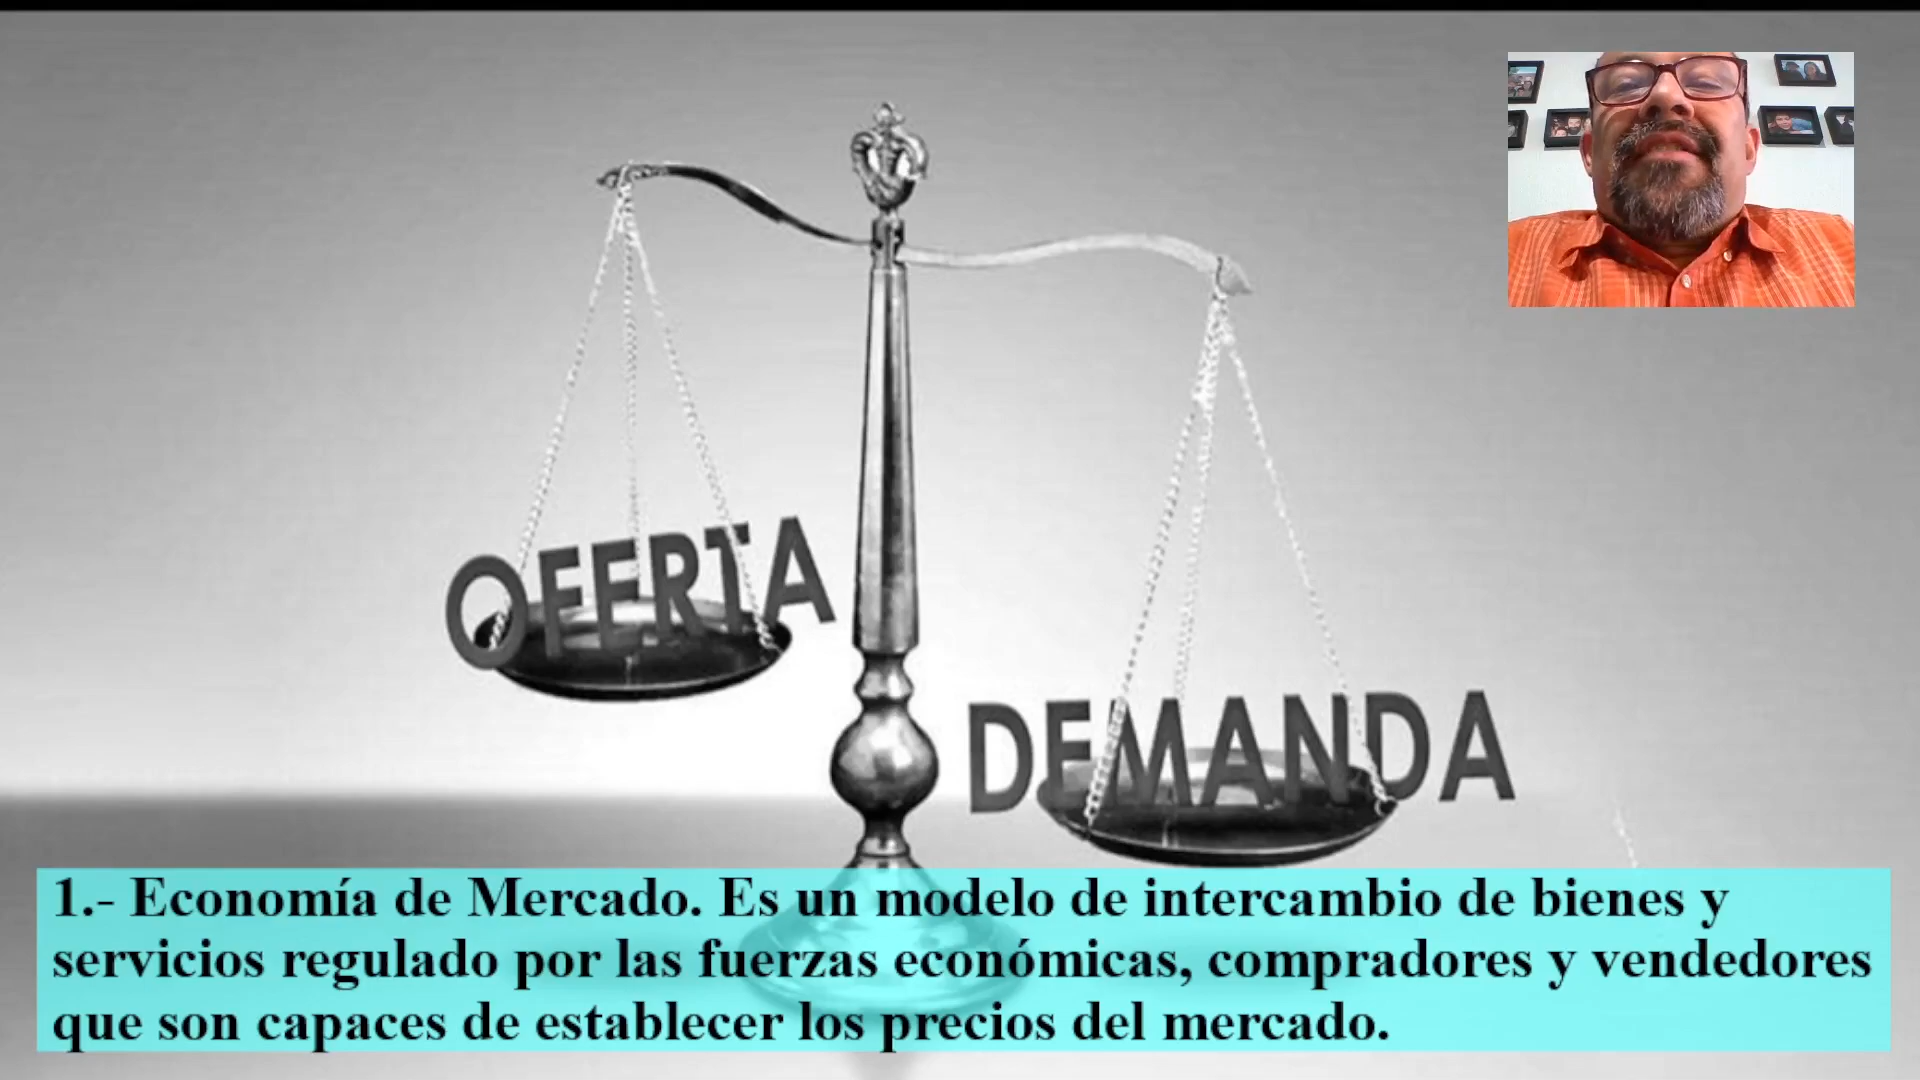 OFERTA
DEMANDA
1.- Economía de Mercado. Es un modelo de intercambio de bienes y
servicios regulado por las fuerzas económicas, compradores y vendedores
que son capaces de establecer los precios del mercado.